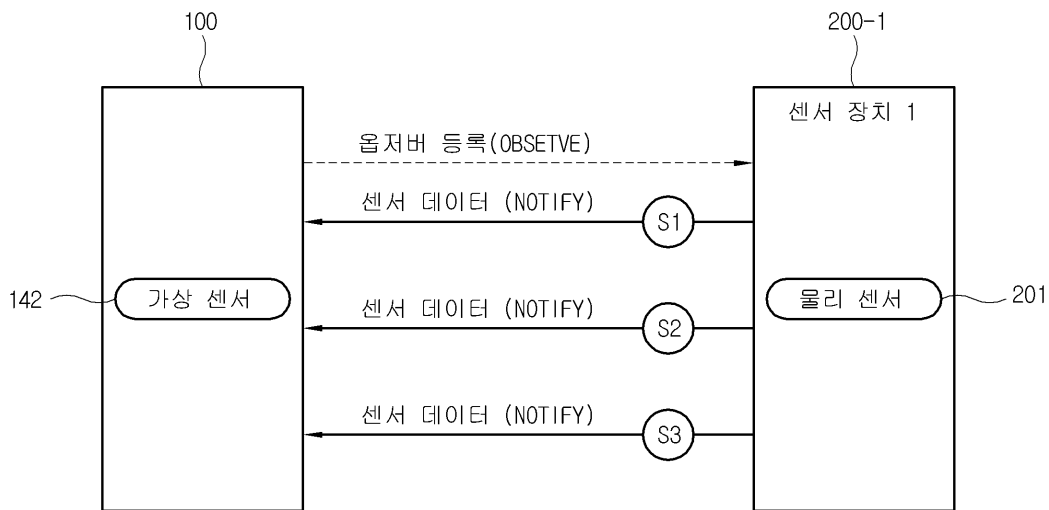 100
200-1
센서 장치 1
옵저버 등록(OBSETVE)
센서 데이터 (NOTIFY)
S1
142
가상 센서
물리 센서
201
센서 데이터 (NOTIFY)
S2
센서 데이터 (NOTIFY)
S3